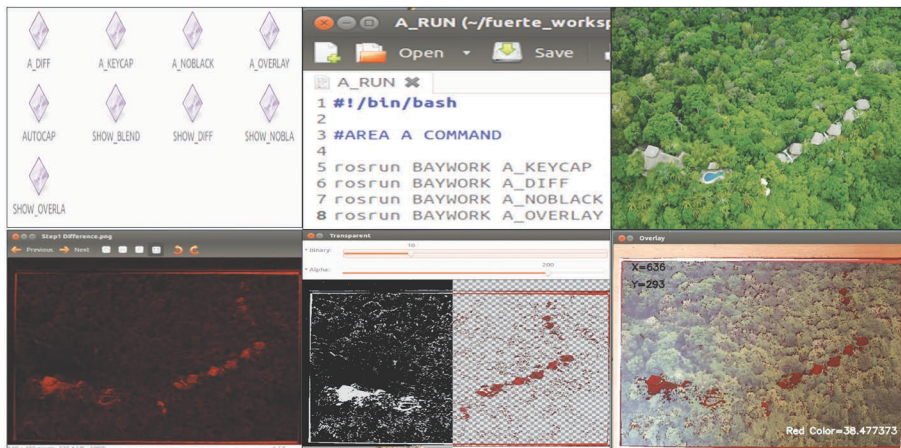 A_DIFF
A_KEYCAP
A_NOBLACK
A_OVERLAY
AUTOCAP
SHOW_BLEND
SHOW_DIFF
SHOW_NOBLA
SHOW_OVERLA
A_RUN (~/fuerte_worksp
Open
Save
A_RUN
1 #!/bin/bash
2
3 #AREA A COMMAND
4
5 rosrun BAYWORK A_KEYCAP
6 rosrun BAYWORK A_DIFF
7 rosrun BAYWORK A_NOBLACK
8 rosrun BAYWORK A_OVERLAY
Step1 Difference.png
Previous
Next
Transparent
* Binary:
10
* Alpha:
200
Overlay
X=636
Y=293
Red Color=38.477373